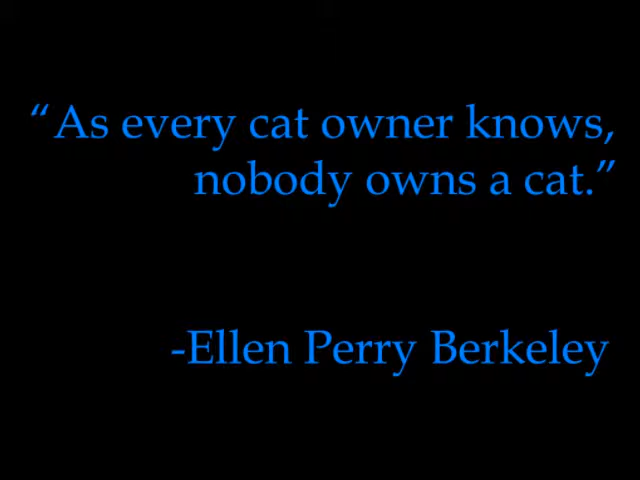 “As every cat owner knows,
nobody owns a cat.”
-Ellen Perry Berkeley